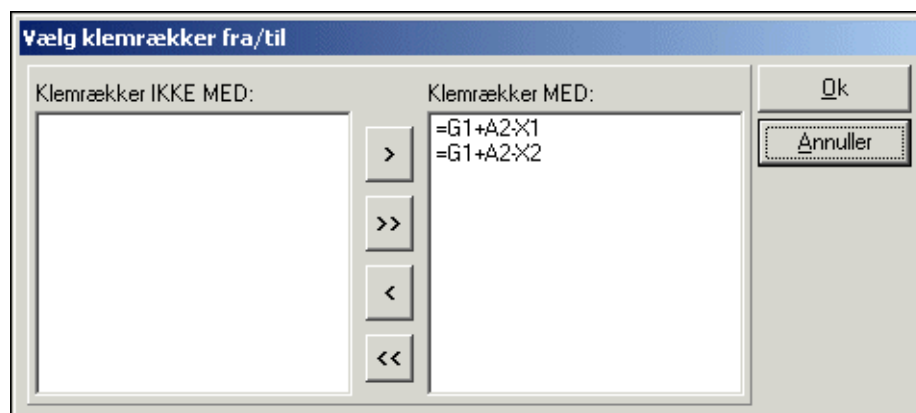 Vælg klemrækker fra/til
Klemrækker IKKE MED:
Klemrækker MED:
Ok
=G1+A2-X1
=G1+A2-X2
Annuller
>
>>
<
<<